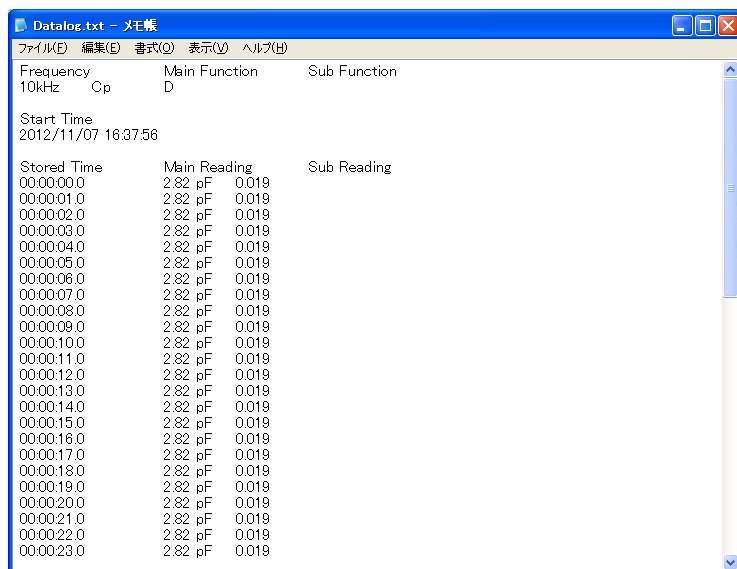 Datalog.txt - メモ帳
ファイル(F) 編集(E) 書式(O) 表示(V) ヘルプ(H)
Frequency Main Function Sub Function
10kHz Cp D
Start Time
2012/11/07 16:37:56
Stored Time Main Reading Sub Reading
00:00:00.0 2.82 pF 0.019
00:00:01.0 2.82 pF 0.019
00:00:02.0 2.82 pF 0.019
00:00:03.0 2.82 pF 0.019
00:00:04.0 2.82 pF 0.019
00:00:05.0 2.82 pF 0.019
00:00:06.0 2.82 pF 0.019
00:00:07.0 2.82 pF 0.019
00:00:08.0 2.82 pF 0.019
00:00:09.0 2.82 pF 0.019
00:00:10.0 2.82 pF 0.019
00:00:11.0 2.82 pF 0.019
00:00:12.0 2.82 pF 0.019
00:00:13.0 2.82 pF 0.019
00:00:14.0 2.82 pF 0.019
00:00:15.0 2.82 pF 0.019
00:00:16.0 2.82 pF 0.019
00:00:17.0 2.82 pF 0.019
00:00:18.0 2.82 pF 0.019
00:00:19.0 2.82 pF 0.019
00:00:20.0 2.82 pF 0.019
00:00:21.0 2.82 pF 0.019
00:00:22.0 2.82 pF 0.019
00:00:23.0 2.82 pF 0.019